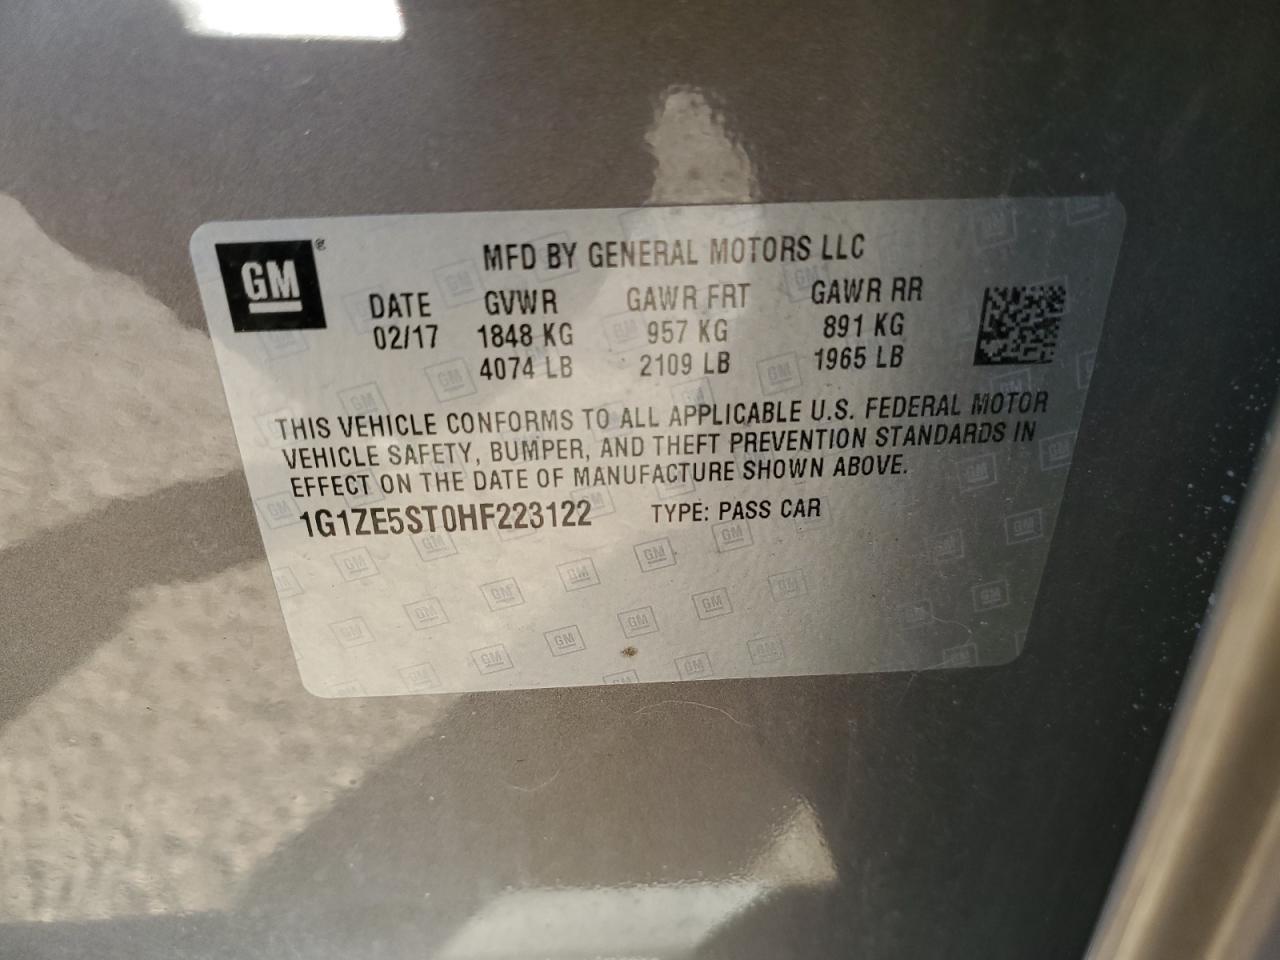 GM ®
MFD BY GENERAL MOTORS LLC
DATE GVWR GAWR FRT GAWR RR
02/17 1848 KG 957 KG 891 KG
4074 LB 2109 LB 1965 LB
THIS VEHICLE CONFORMS TO ALL APPLICABLE U.S. FEDERAL MOTOR
VEHICLE SAFETY, BUMPER, AND THEFT PREVENTION STANDARDS IN
EFFECT ON THE DATE OF MANUFACTURE SHOWN ABOVE.
1G1ZE5ST0HF223122 TYPE: PASS CAR